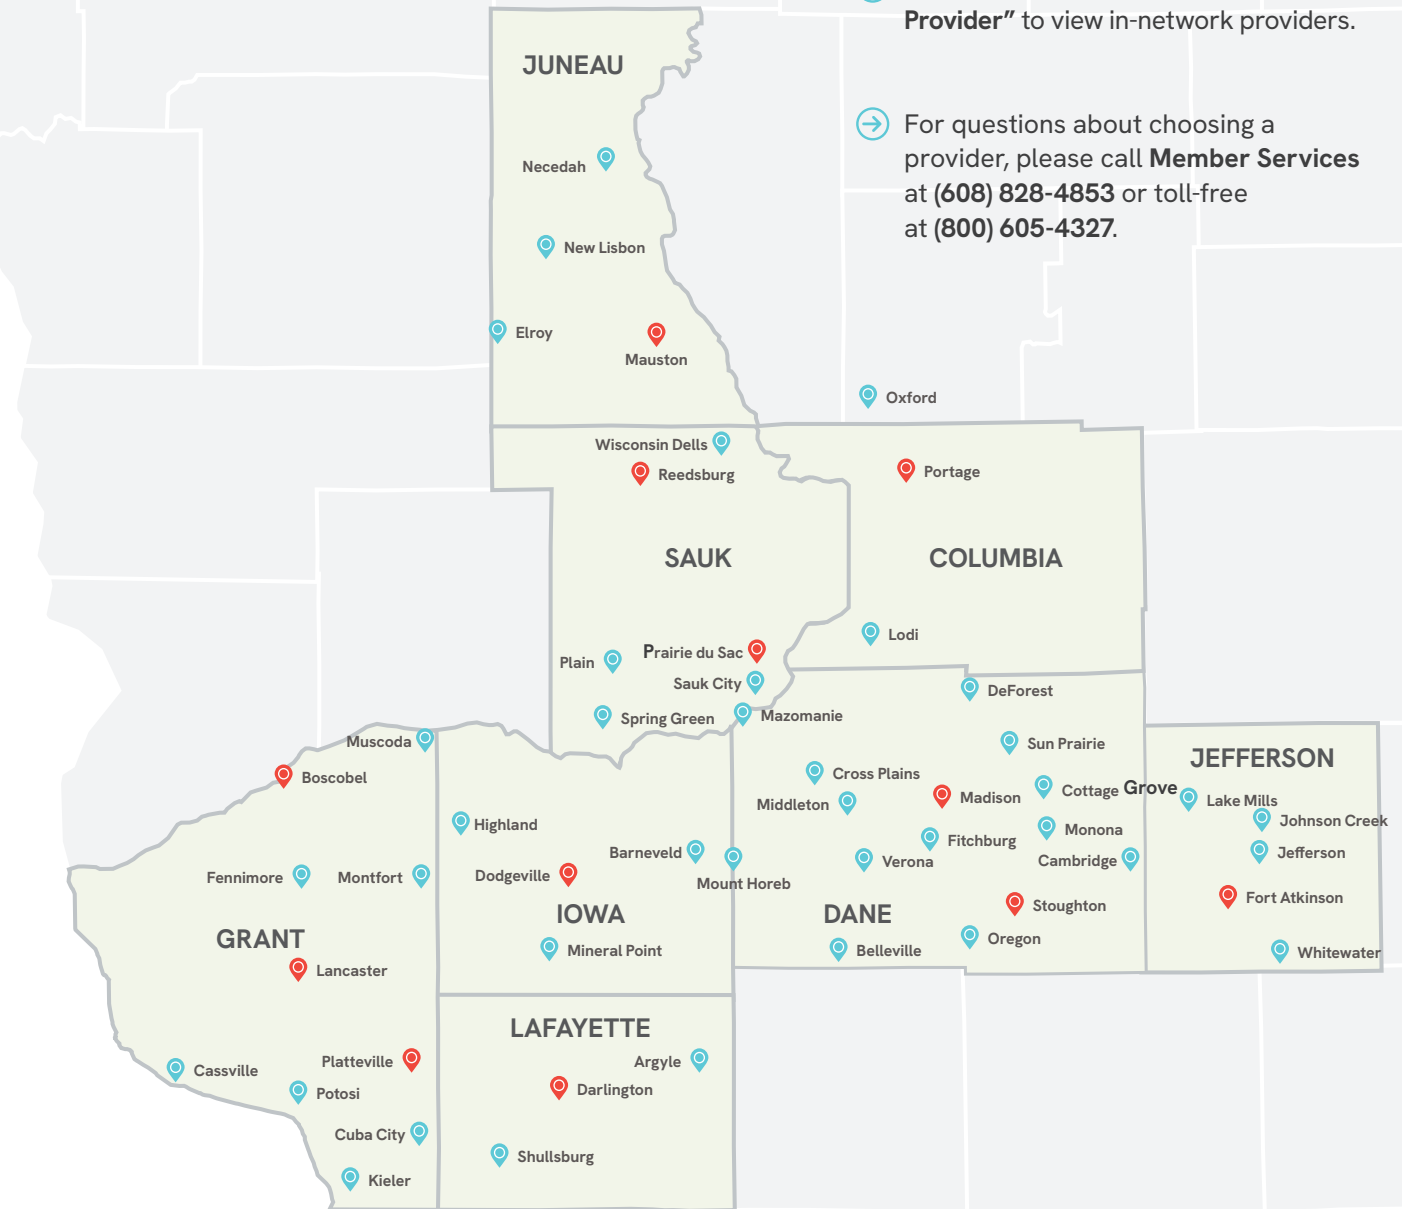 Provider” to view in-network providers.
For questions about choosing a
provider, please call Member Services
at (608) 828-4853 or toll-free
at (800) 605-4327.
JUNEAU
Necedah
New Lisbon
Elroy
Mauston
Oxford
Wisconsin Dells
Reedsburg
Portage
SAUK
COLUMBIA
Lodi
Prairie du Sac
Plain
Sauk City
DeForest
Spring Green
Mazomanie
Muscoda
Sun Prairie
JEFFERSON
Boscobel
Cross Plains
Cottage Grove
Madison
Middleton
Lake Mills
Johnson Creek
Highland
Monona
Fitchburg
Barneveld
Jefferson
Verona
Cambridge
Fennimore
Montfort
Dodgeville
Mount Horeb
Fort Atkinson
Stoughton
IOWA
DANE
GRANT
Oregon
Mineral Point
Belleville
Whitewater
Lancaster
LAFAYETTE
Platteville
Argyle
Cassville
Darlington
Potosi
Cuba City
Shullsburg
Kieler